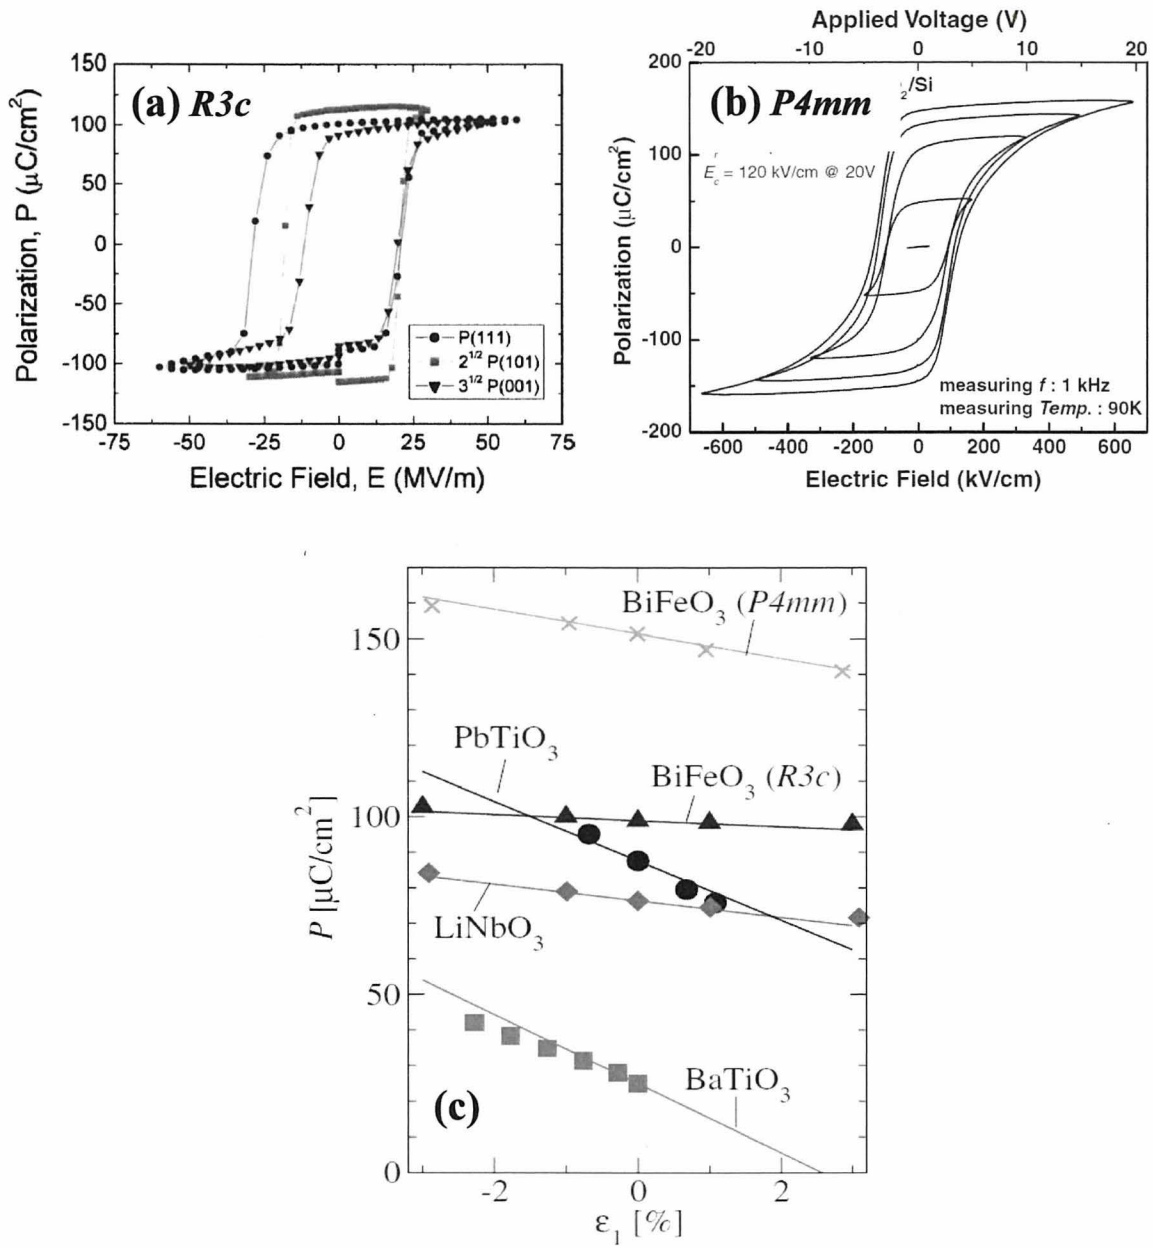 (a) R3c
Polarization, P (μC/cm²)
150
100
50
0
-50
-100
-150
-75 -50 -25 0 25 50 75
Electric Field, E (MV/m)
P(111)
2^1/2 P(101)
3^1/2 P(001)
Applied Voltage (V)
-20 -10 0 10 20
(b) P4mm
₂/Si
r
E_c = 120 kV/cm @ 20V
Polarization (μC/cm²)
200
100
0
-100
-200
measuring f : 1 kHz
measuring Temp. : 90K
-600 -400 -200 0 200 400 600
Electric Field (kV/cm)
BiFeO₃ (P4mm)
PbTiO₃
BiFeO₃ (R3c)
LiNbO₃
BaTiO₃
(c)
P [μC/cm²]
150
100
50
0
-2 0 2
ε₁ [%]